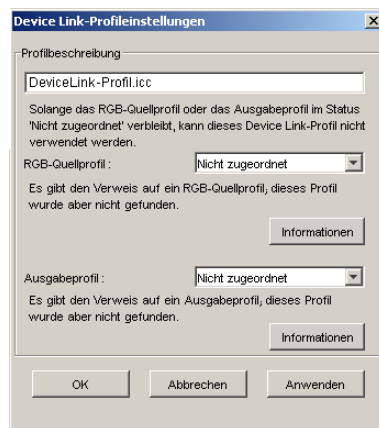 Device Link-Profileinstellungen
Profilbeschreibung
DeviceLink-Profil.icc
Solange das RGB-Quellprofil oder das Ausgabeprofil im Status
'Nicht zugeordnet' verbleibt, kann dieses Device Link-Profil nicht
verwendet werden.
RGB-Quellprofil : Nicht zugeordnet
Es gibt den Verweis auf ein RGB-Quellprofil; dieses Profil
wurde aber nicht gefunden.
Informationen
Ausgabeprofil : Nicht zugeordnet
Es gibt den Verweis auf ein Ausgabeprofil; dieses Profil
wurde aber nicht gefunden.
Informationen
OK Abbrechen Anwenden